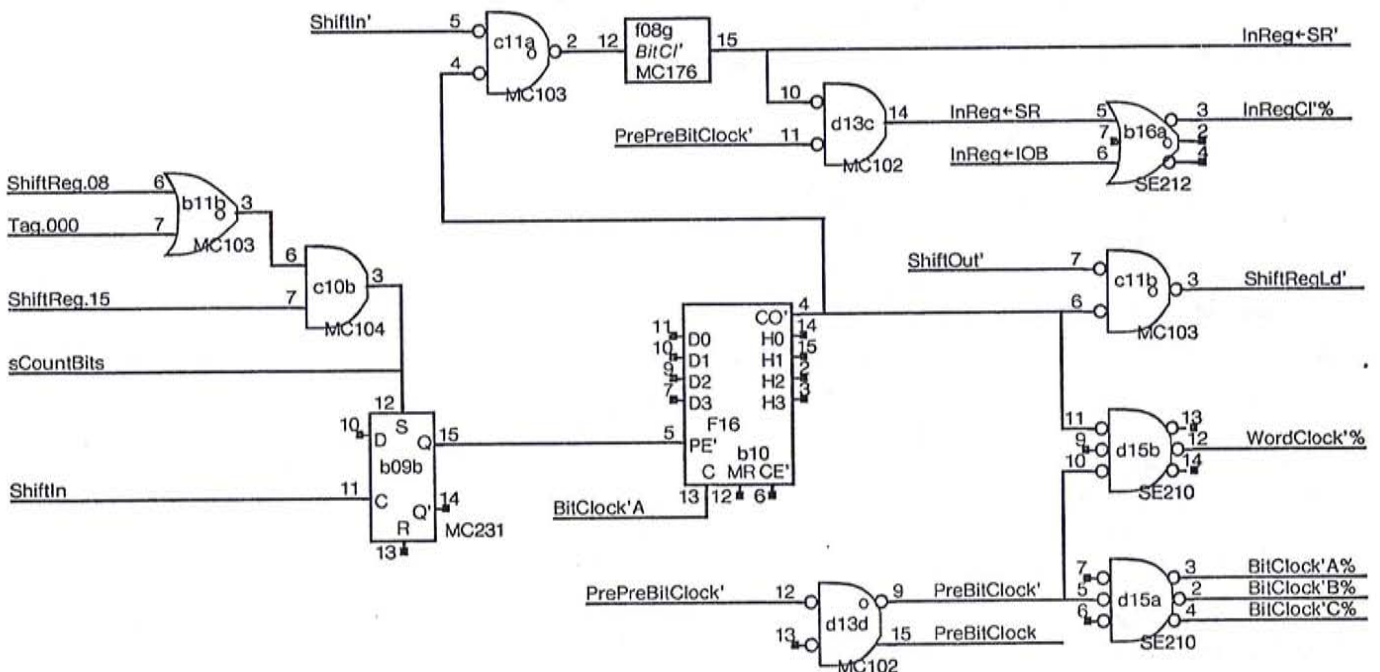 ShiftIn'
5
4
c11a
2
MC103
12
f08g
BitCl'
MC176
15
InReg←SR'
10
PrePreBitClock'
11
d13c
14
MC102
InReg←SR
5
7
InReg←IOB
6
b16a
3
2
4
SE212
InRegCl'%
ShiftReg.08
6
Tag.000
7
b11b
3
MC103
6
ShiftReg.15
7
c10b
3
MC104
sCountBits
12
10
D
S
Q
15
b09b
ShiftIn
11
C
Q'
14
R
13
MC231
11
D0
10
D1
9
D2
7
D3
CO'
4
14
H0
15
H1
2
H2
3
H3
F16
5
PE'
b10
C
MR
CE'
13
12
6
BitClock'A
ShiftOut'
7
6
c11b
3
MC103
ShiftRegLd'
11
9
10
d15b
13
12
14
SE210
WordClock'%
PrePreBitClock'
12
13
d13d
9
15
MC102
PreBitClock'
PreBitClock
7
5
6
d15a
3
2
4
SE210
BitClock'A%
BitClock'B%
BitClock'C%